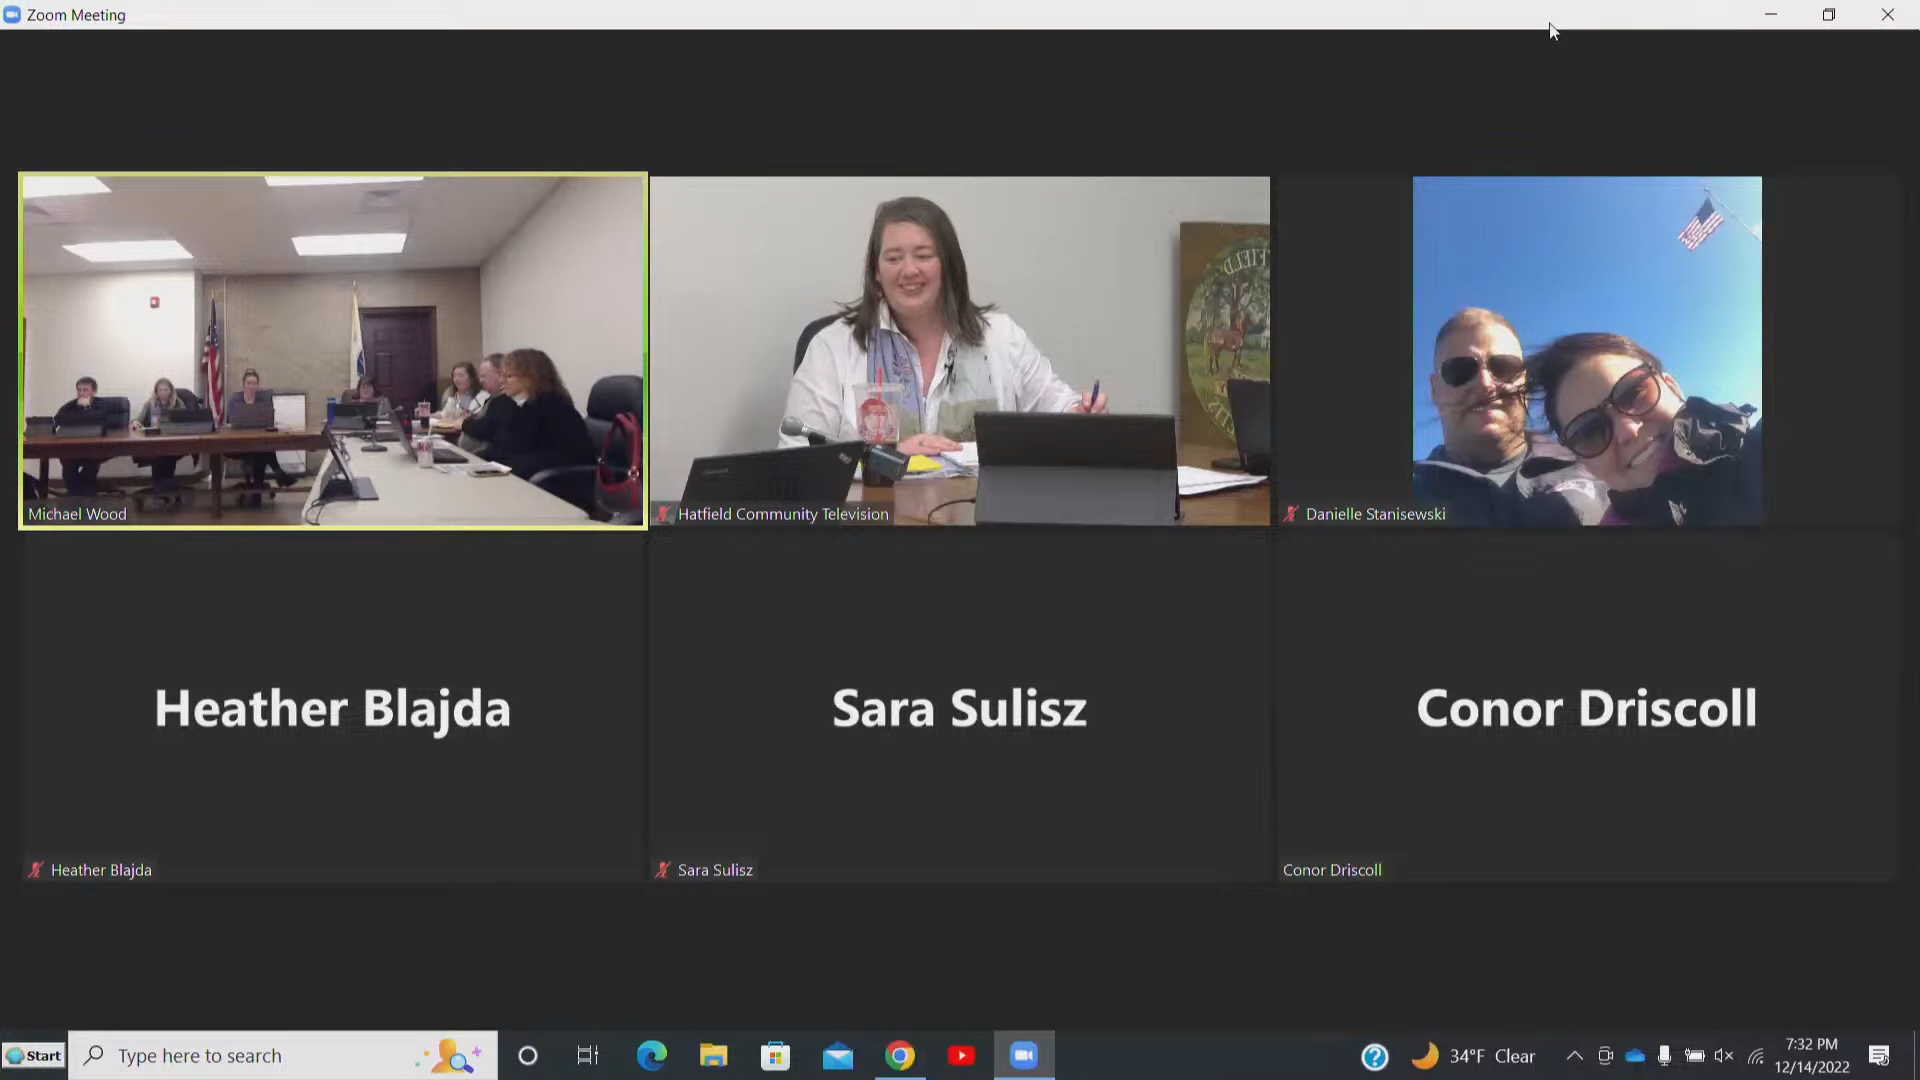 Zoom Meeting
Michael Wood
Hatfield Community Television
Danielle Stanisewski
Heather Blajda
Sara Sulisz
Conor Driscoll
Heather Blajda
Sara Sulisz
Conor Driscoll
Start
Type here to search
34°F Clear
7:32 PM
12/14/2022